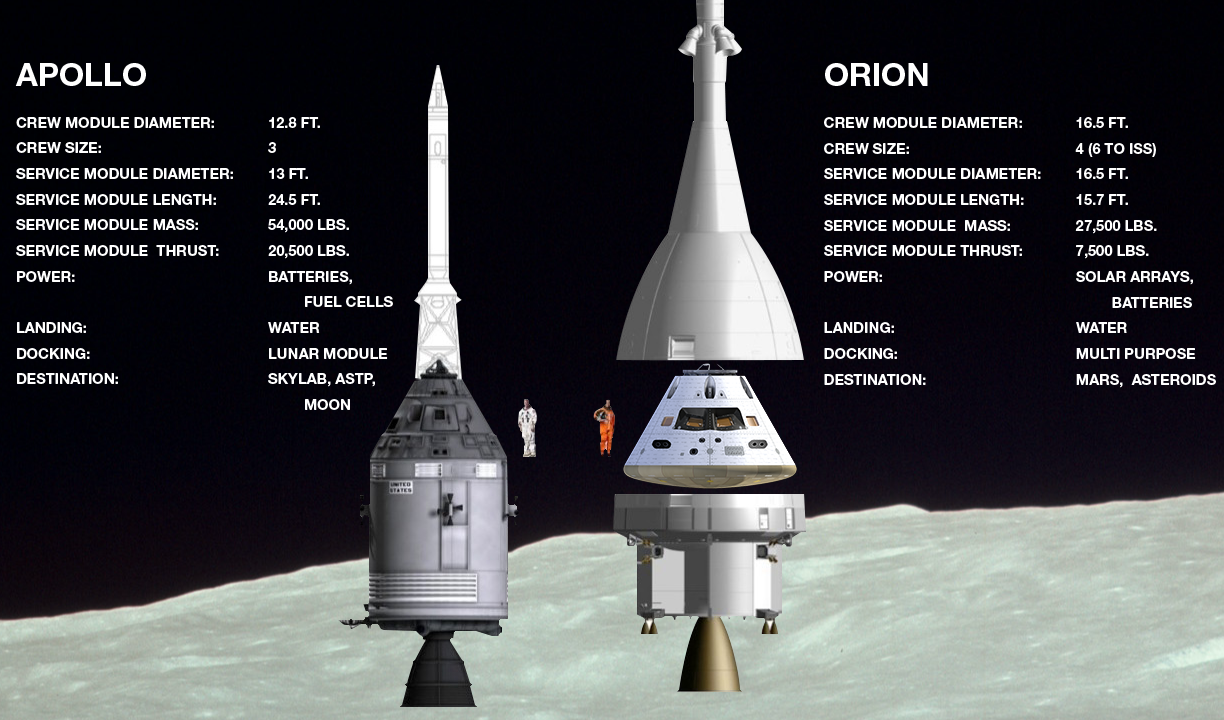 APOLLO
CREW MODULE DIAMETER: 12.8 FT.
CREW SIZE: 3
SERVICE MODULE DIAMETER: 13 FT.
SERVICE MODULE LENGTH: 24.5 FT.
SERVICE MODULE MASS: 54,000 LBS.
SERVICE MODULE THRUST: 20,500 LBS.
POWER: BATTERIES,
FUEL CELLS
LANDING: WATER
DOCKING: LUNAR MODULE
DESTINATION: SKYLAB, ASTP,
MOON
UNITED
STATES
ORION
CREW MODULE DIAMETER: 16.5 FT.
CREW SIZE: 4 (6 TO ISS)
SERVICE MODULE DIAMETER: 16.5 FT.
SERVICE MODULE LENGTH: 15.7 FT.
SERVICE MODULE MASS: 27,500 LBS.
SERVICE MODULE THRUST: 7,500 LBS.
POWER: SOLAR ARRAYS,
BATTERIES
LANDING: WATER
DOCKING: MULTI PURPOSE
DESTINATION: MARS, ASTEROIDS